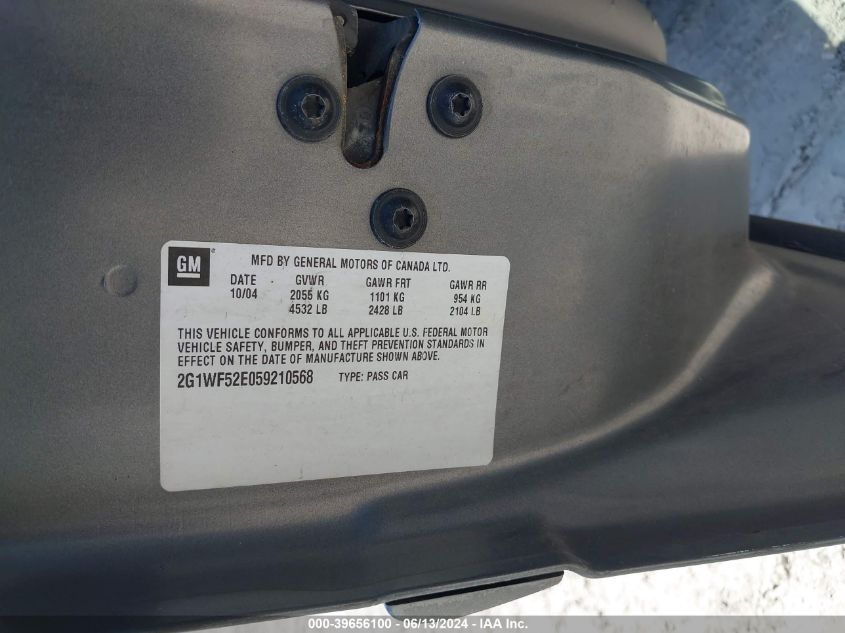 GM ® MFD BY GENERAL MOTORS OF CANADA LTD.
DATE GVWR GAWR FRT GAWR RR
10/04 2055 KG 1101 KG 954 KG
4532 LB 2428 LB 2104 LB
THIS VEHICLE CONFORMS TO ALL APPLICABLE U.S. FEDERAL MOTOR
VEHICLE SAFETY, BUMPER, AND THEFT PREVENTION STANDARDS IN
EFFECT ON THE DATE OF MANUFACTURE SHOWN ABOVE.
2G1WF52E059210568 TYPE: PASS CAR
000-39656100 - 06/13/2024 - IAA Inc.